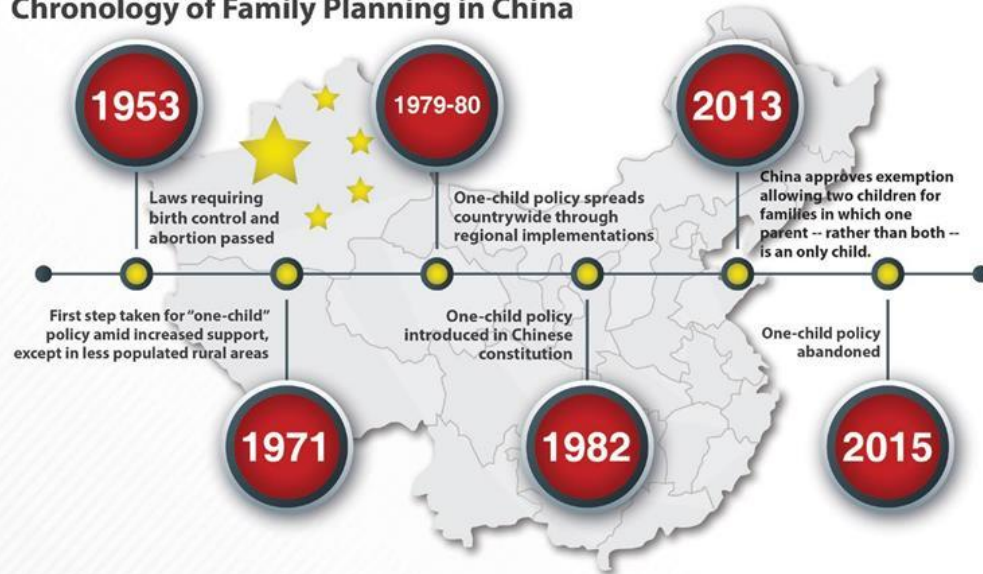 Chronology of Family Planning in China
1953
Laws requiring
birth control and
abortion passed
1979-80
One-child policy spreads
countrywide through
regional implementations
2013
China approves exemption
allowing two children for
families in which one
parent -- rather than both --
is an only child.
First step taken for "one-child"
policy amid increased support,
except in less populated rural areas
1971
One-child policy
introduced in Chinese
constitution
1982
One-child policy
abandoned
2015